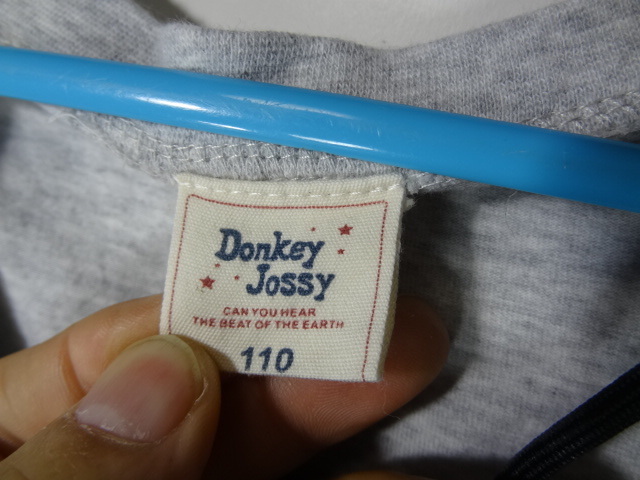 Donkey
Jossy
CAN YOU HEAR
THE BEAT OF THE EARTH
110